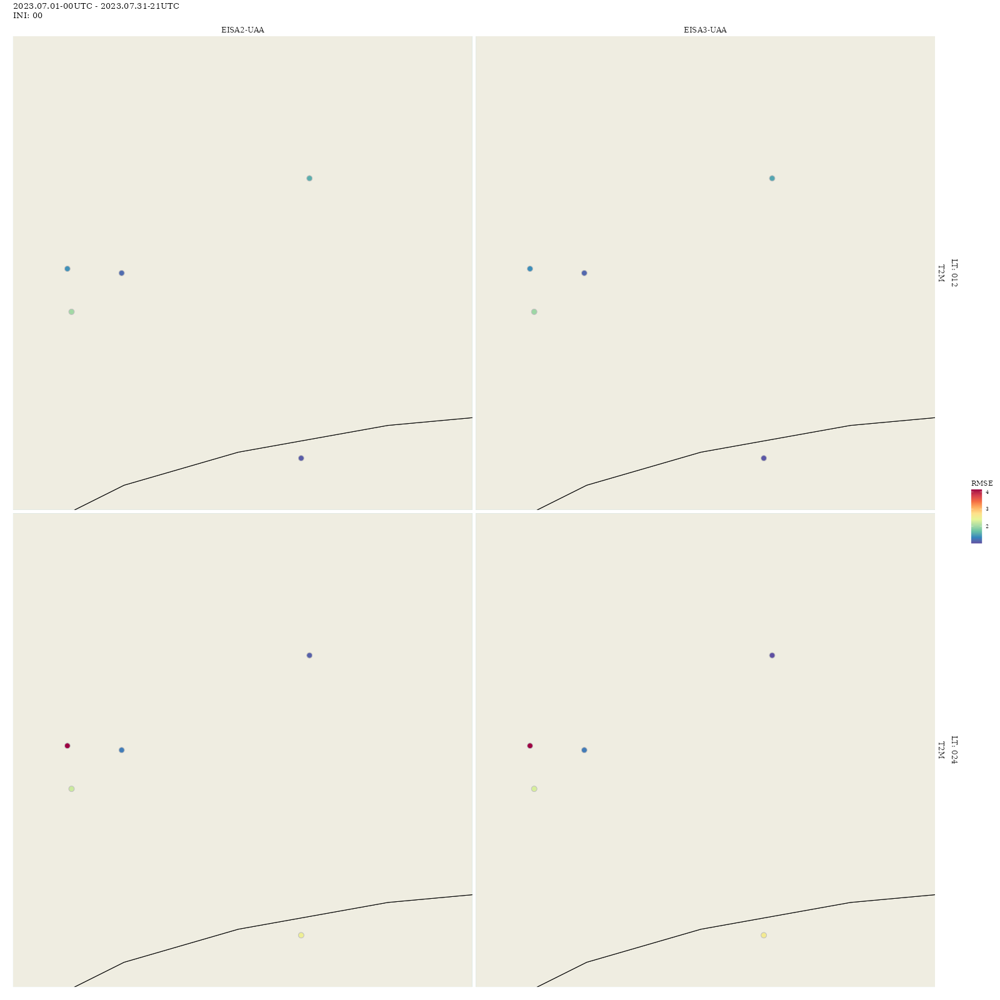 2023.07.01-00UTC - 2023.07.31-21UTC
INI: 00
EISA2-UAA
EISA3-UAA
LT: 012
T2M
RMSE
4
3
2
LT: 024
T2M